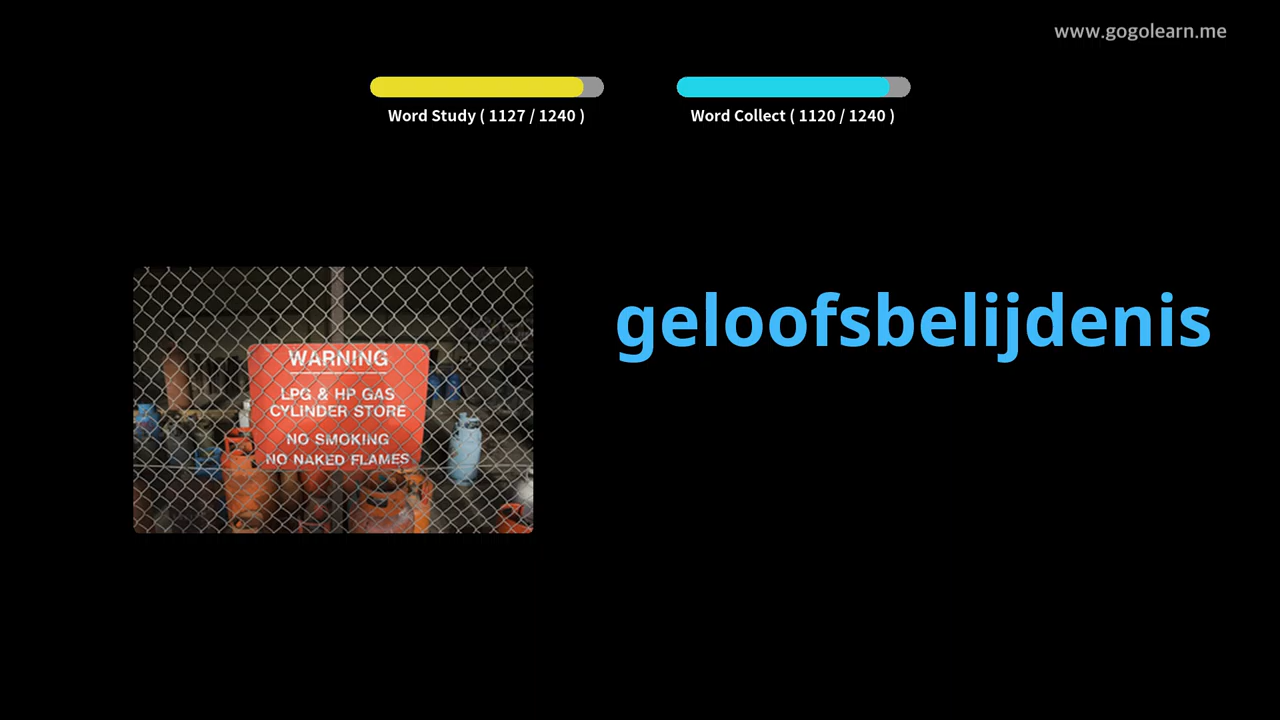 www.gogolearn.me
Word Study ( 1127 / 1240 )
Word Collect ( 1120 / 1240 )
geloofsbelijdenis
WARNING
LPG & HP GAS
CYLINDER STORE
NO SMOKING
NO NAKED FLAMES